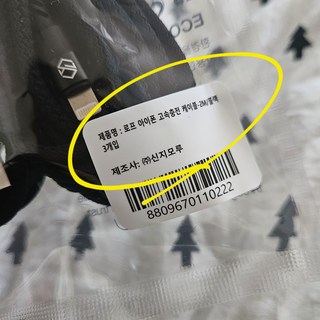 ECO
제품명 : 로프 아이폰 고속충전 케이블-2M/블랙
3개입
제조사: (주)신지모루
8809670110222